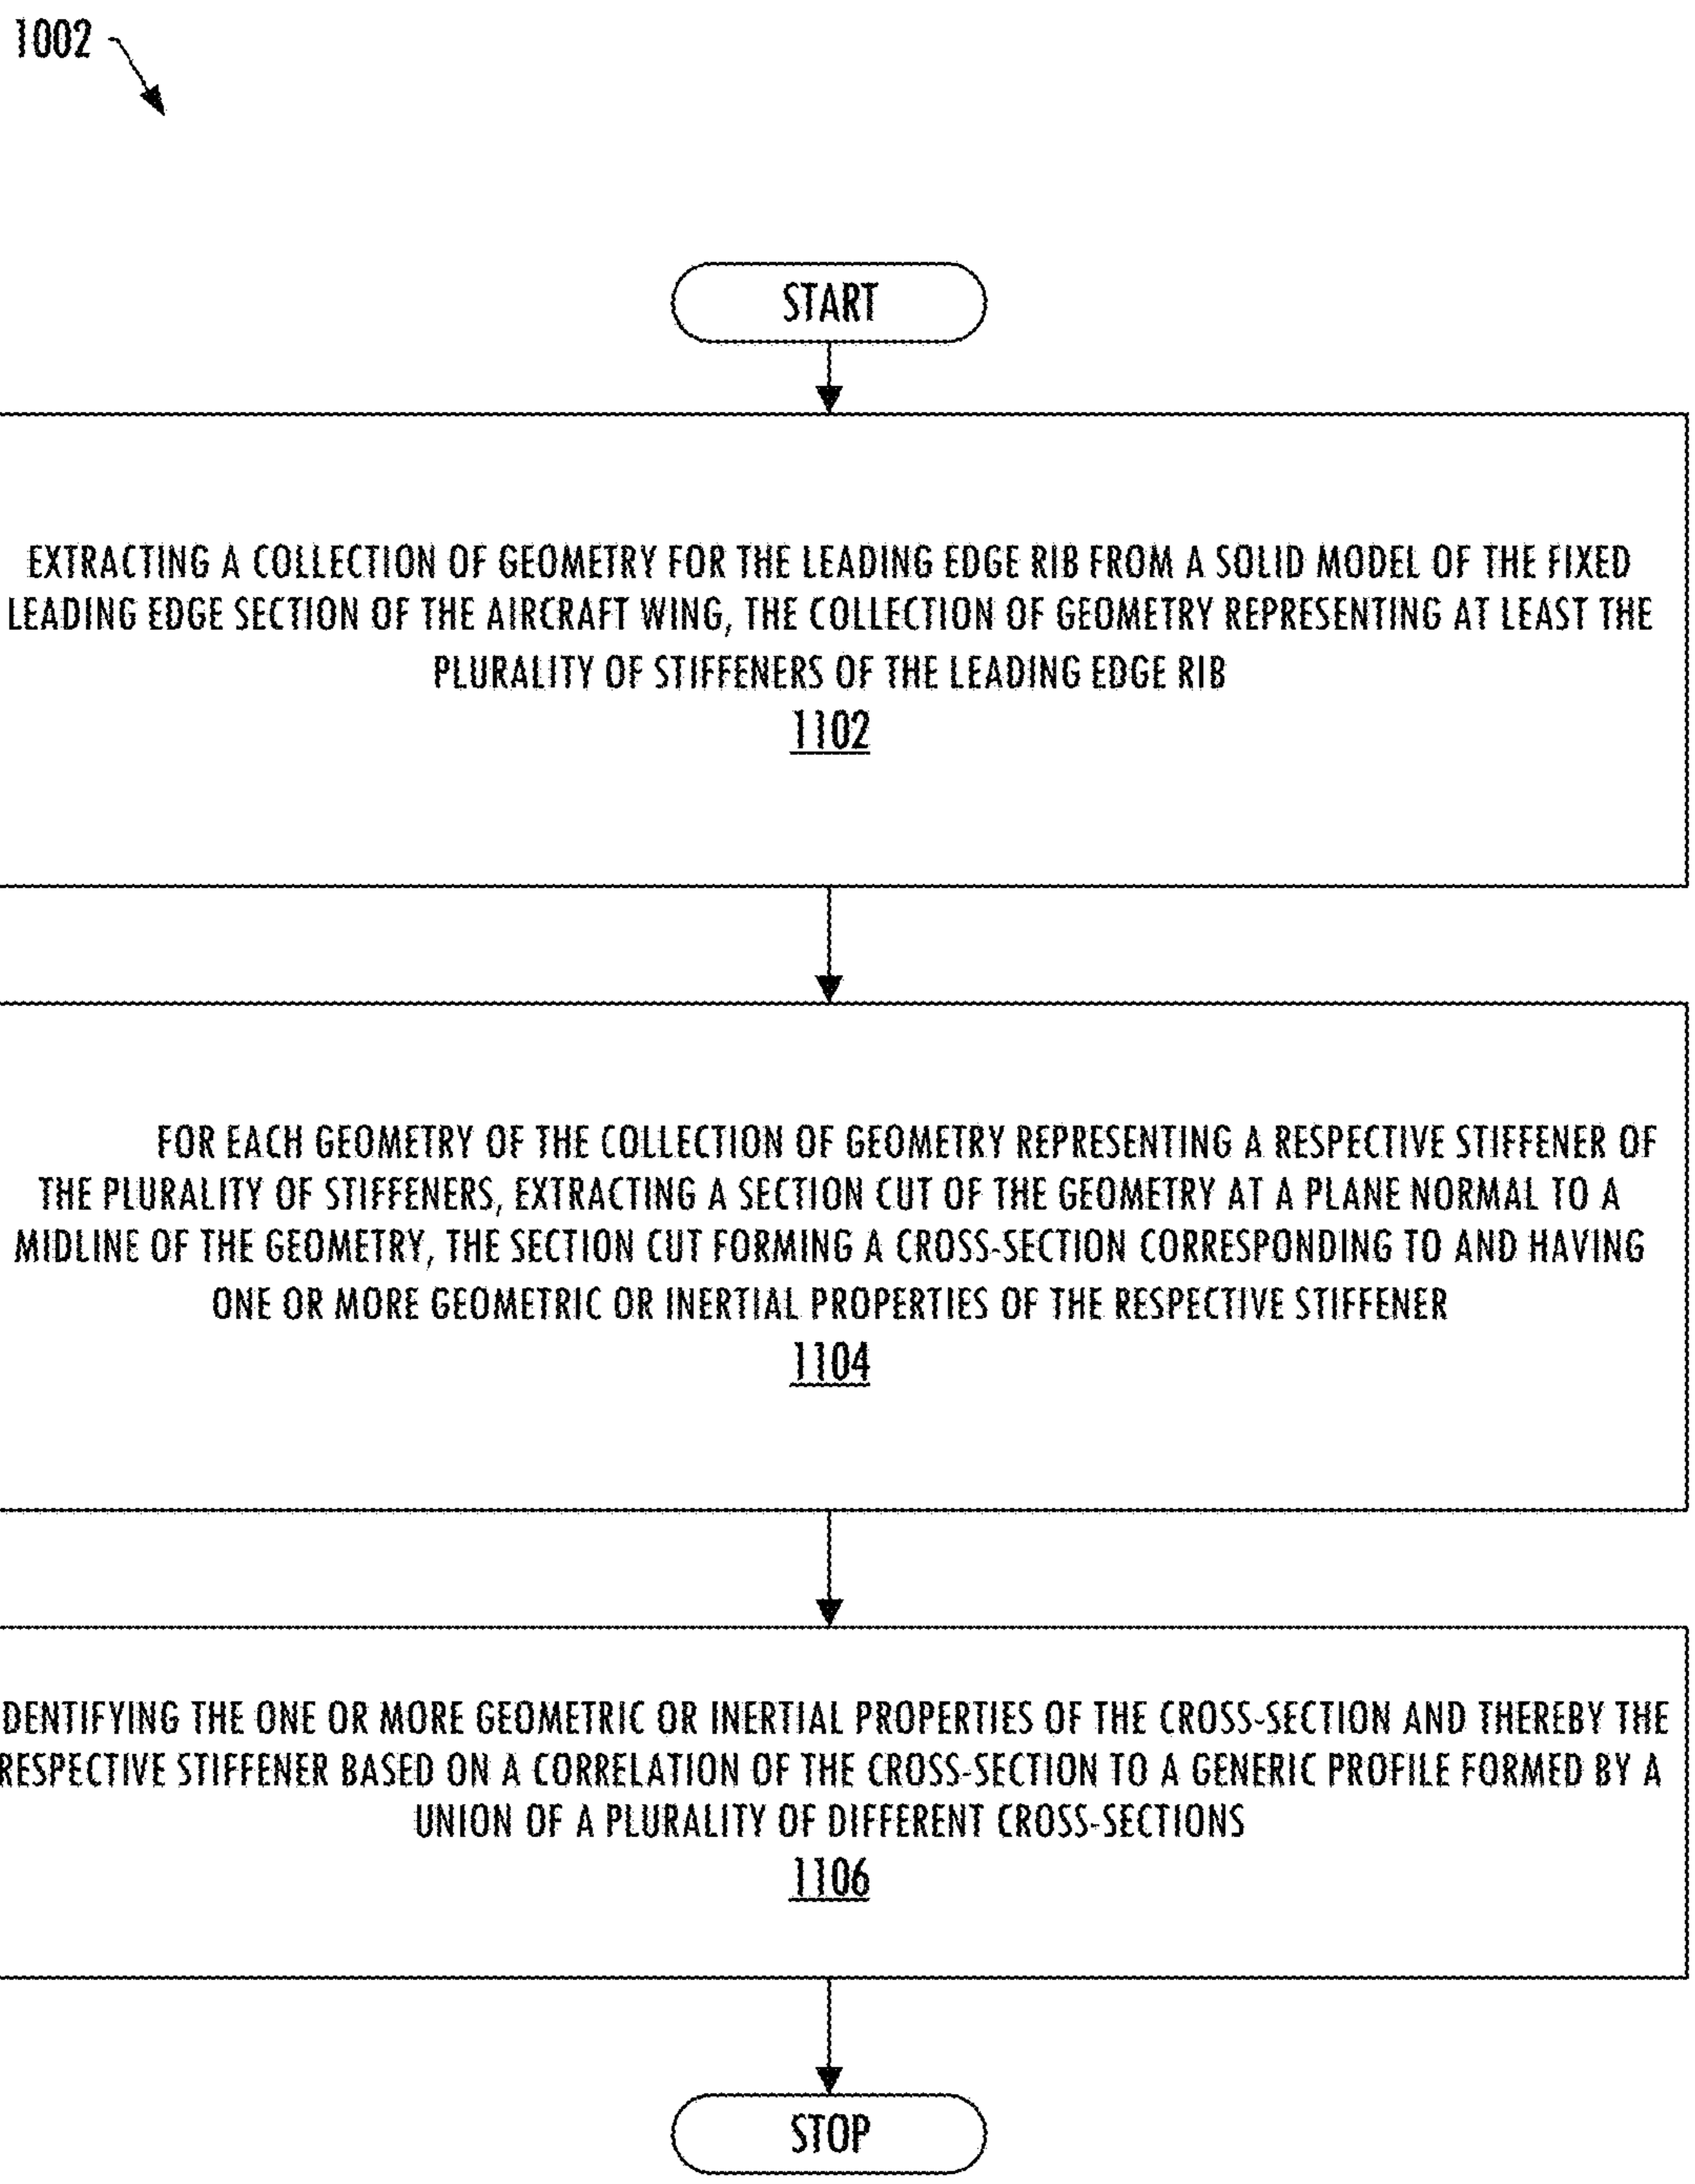 1002
START
EXTRACTING A COLLECTION OF GEOMETRY FOR THE LEADING EDGE RIB FROM A SOLID MODEL OF THE FIXED
LEADING EDGE SECTION OF THE AIRCRAFT WING, THE COLLECTION OF GEOMETRY REPRESENTING AT LEAST THE
PLURALITY OF STIFFENERS OF THE LEADING EDGE RIB
1102
FOR EACH GEOMETRY OF THE COLLECTION OF GEOMETRY REPRESENTING A RESPECTIVE STIFFENER OF
THE PLURALITY OF STIFFENERS, EXTRACTING A SECTION CUT OF THE GEOMETRY AT A PLANE NORMAL TO A
MIDLINE OF THE GEOMETRY, THE SECTION CUT FORMING A CROSS-SECTION CORRESPONDING TO AND HAVING
ONE OR MORE GEOMETRIC OR INERTIAL PROPERTIES OF THE RESPECTIVE STIFFENER
1104
DENTIFYING THE ONE OR MORE GEOMETRIC OR INERTIAL PROPERTIES OF THE CROSS-SECTION AND THEREBY THE
RESPECTIVE STIFFENER BASED ON A CORRELATION OF THE CROSS-SECTION TO A GENERIC PROFILE FORMED BY A
UNION OF A PLURALITY OF DIFFERENT CROSS-SECTIONS
1106
STOP